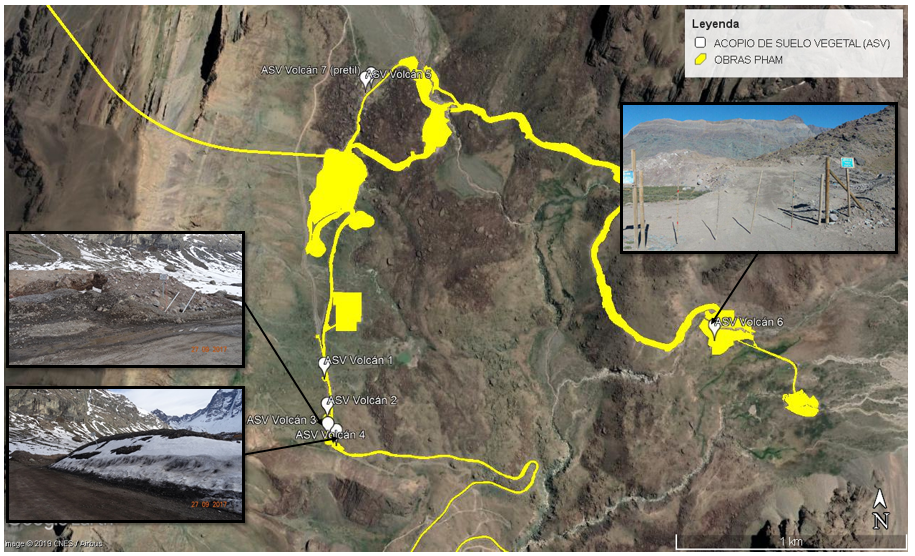 Leyenda
ACOPIO DE SUELO VEGETAL (ASV)
OBRAS PHAM
ASV Volcán 7 (pretil)
ASV Volcán 5
ASV Volcán 6
ASV Volcán 1
ASV Volcán 2
ASV Volcán 3
ASV Volcán 4
27 09 2017
N
1 km
Image © 2019 CNES / Airbus